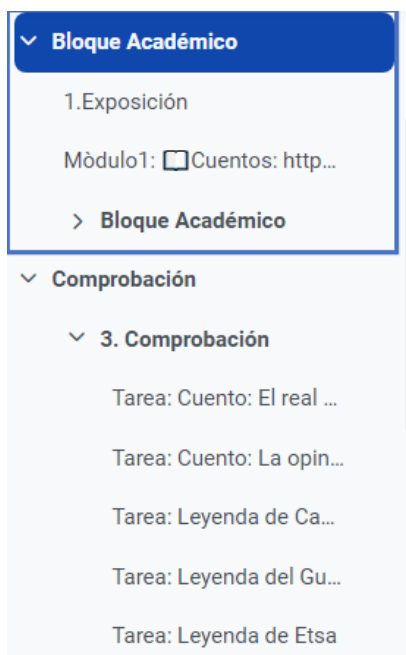 Bloque Académico
1.Exposición
Mòdulo1: 📖Cuentos: http...
Bloque Académico
Comprobación
3. Comprobación
Tarea: Cuento: El real ...
Tarea: Cuento: La opin...
Tarea: Leyenda de Ca...
Tarea: Leyenda del Gu...
Tarea: Leyenda de Etsa